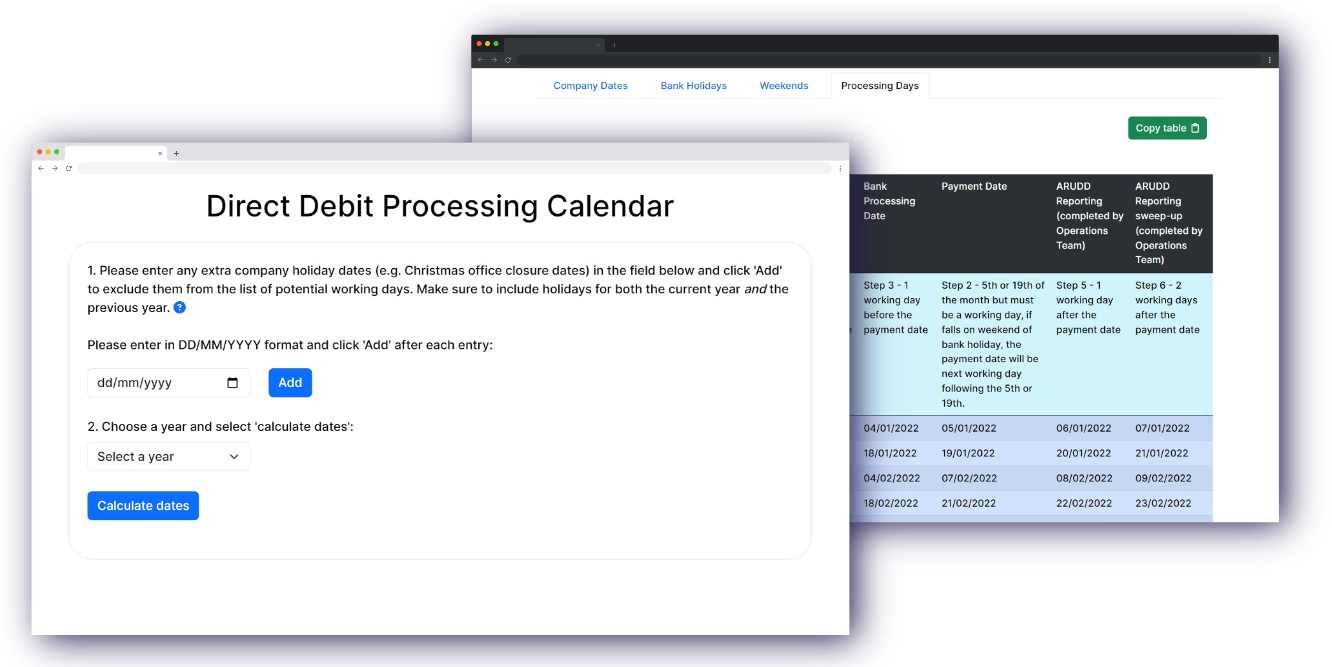 Company Dates
Bank Holidays
Weekends
Processing Days
Copy table
Direct Debit Processing Calendar
1. Please enter any extra company holiday dates (e.g. Christmas office closure dates) in the field below and click 'Add'
to exclude them from the list of potential working days. Make sure to include holidays for both the current year and the
previous year. ?
Please enter in DD/MM/YYYY format and click 'Add' after each entry:
dd/mm/yyyy
Add
2. Choose a year and select 'calculate dates':
Select a year
Calculate dates
Bank
Processing
Date
Payment Date
ARUDD
Reporting
(completed by
Operations
Team)
ARUDD
Reporting
sweep-up
(completed by
Operations
Team)
Step 3 - 1
working day
before the
payment date
Step 2 - 5th or 19th of
the month but must
be a working day, if
falls on weekend of
bank holiday, the
payment date will be
next working day
following the 5th or
19th.
Step 5 - 1
working day
after the
payment date
Step 6 - 2
working days
after the
payment date
04/01/2022 05/01/2022 06/01/2022 07/01/2022
18/01/2022 19/01/2022 20/01/2022 21/01/2022
04/02/2022 07/02/2022 08/02/2022 09/02/2022
18/02/2022 21/02/2022 22/02/2022 23/02/2022